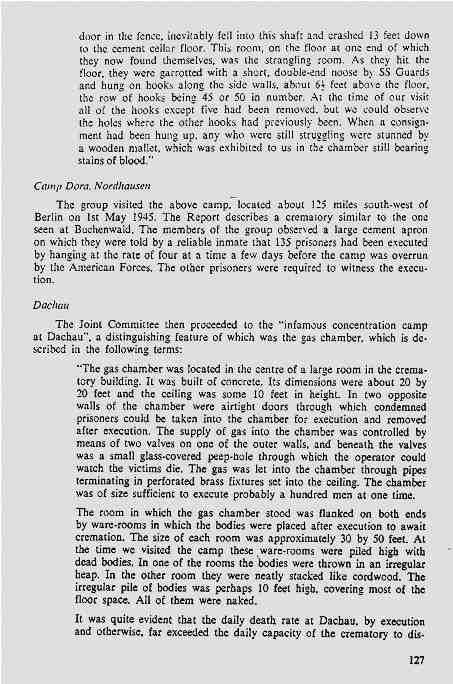 door in the fence, inevitably fell into this shaft and crashed 13 feet down
to the cement cellar floor. This room, on the floor at one end of which
they now found themselves, was the strangling room. As they hit the
floor, they were garrotted with a short, double-end noose by SS Guards
and hung on hooks along the side walls, about 6½ feet above the floor,
the row of hooks being 45 or 50 in number. At the time of our visit
all of the hooks except five had been removed, but we could observe
the holes where the other hooks had previously been. When a consign-
ment had been hung up, any who were still struggling were stunned by
a wooden mallet, which was exhibited to us in the chamber still bearing
stains of blood."
Camp Dora, Nordhausen
The group visited the above camp, located about 125 miles south-west of
Berlin on 1st May 1945. The Report describes a crematory similar to the one
seen at Buchenwald. The members of the group observed a large cement apron
on which they were told by a reliable inmate that 135 prisoners had been executed
by hanging at the rate of four at a time a few days before the camp was overrun
by the American Forces. The other prisoners were required to witness the execu-
tion.
Dachau
The Joint Committee then proceeded to the "infamous concentration camp
at Dachau", a distinguishing feature of which was the gas chamber, which is de-
scribed in the following terms:
"The gas chamber was located in the centre of a large room in the crema-
tory building. It was built of concrete. Its dimensions were about 20 by
20 feet and the ceiling was some 10 feet in height. In two opposite
walls of the chamber were airtight doors through which condemned
prisoners could be taken into the chamber for execution and removed
after execution. The supply of gas into the chamber was controlled by
means of two valves on one of the outer walls, and beneath the valves
was a small glass-covered peep-hole through which the operator could
watch the victims die. The gas was let into the chamber through pipes
terminating in perforated brass fixtures set into the ceiling. The chamber
was of size sufficient to execute probably a hundred men at one time.
The room in which the gas chamber stood was flanked on both ends
by ware-rooms in which the bodies were placed after execution to await
cremation. The size of each room was approximately 30 by 50 feet. At
the time we visited the camp these ware-rooms were piled high with
dead bodies. In one of the rooms the bodies were thrown in an irregular
heap. In the other room they were neatly stacked like cordwood. The
irregular pile of bodies was perhaps 10 feet high, covering most of the
floor space. All of them were naked.
It was quite evident that the daily death rate at Dachau, by execution
and otherwise, far exceeded the daily capacity of the crematory to dis-
127